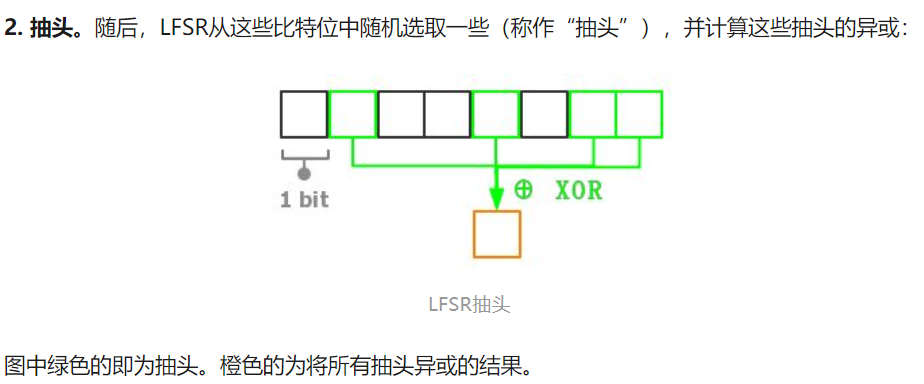 2. 抽头。随后，LFSR从这些比特位中随机选取一些（称作“抽头”），并计算这些抽头的异或：
1 bit
⊕ XOR
LFSR抽头
图中绿色的即为抽头。橙色的为将所有抽头异或的结果。